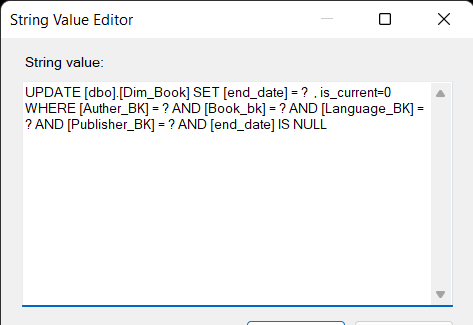 String Value Editor
String value:
UPDATE [dbo].[Dim_Book] SET [end_date] = ?  , is_current=0
WHERE [Auther_BK] = ? AND [Book_bk] = ? AND [Language_BK] =
? AND [Publisher_BK] = ? AND [end_date] IS NULL